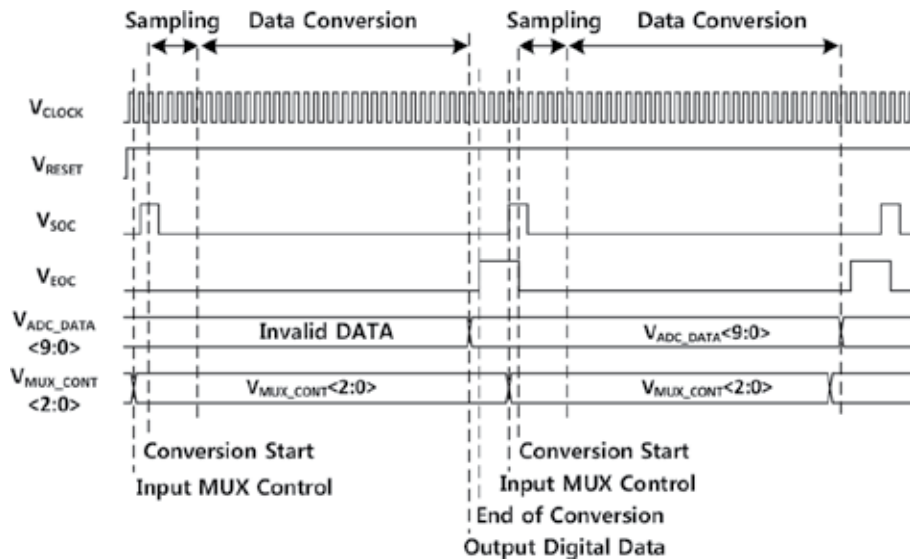 Sampling Data Conversion Sampling Data Conversion
VCLOCK
VRESET
VSOC
VEOC
VADC_DATA
<9:0>
Invalid DATA
VADC_DATA<9:0>
VMUX_CONT
<2:0>
VMUX_CONT<2:0>
VMUX_CONT<2:0>
Conversion Start
Input MUX Control
Conversion Start
Input MUX Control
End of Conversion
Output Digital Data